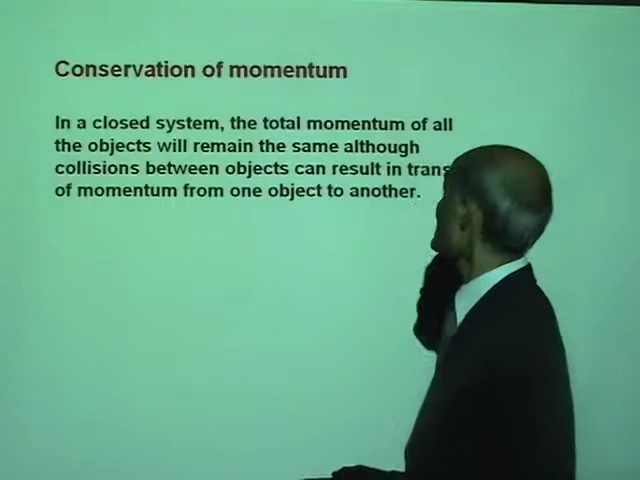 Conservation of momentum
In a closed system, the total momentum of all
the objects will remain the same although
collisions between objects can result in trans
of momentum from one object to another.